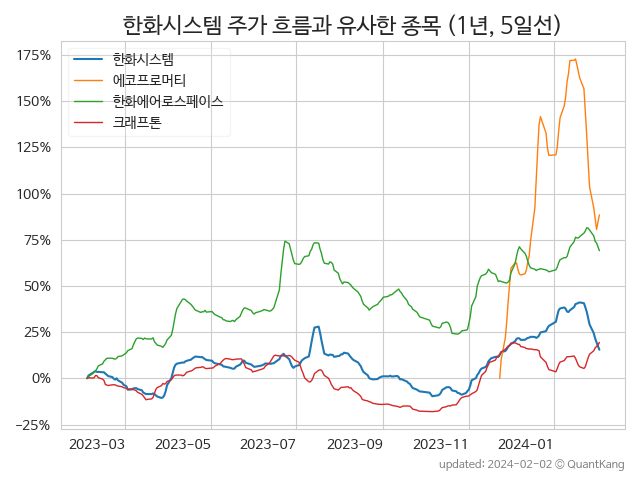 한화시스템 주가 흐름과 유사한 종목 (1년, 5일선)
175%
150%
125%
100%
75%
50%
25%
0%
−25%
한화시스템
에코프로머티
한화에어로스페이스
크래프톤
2023-03 2023-05 2023-07 2023-09 2023-11 2024-01
updated: 2024-02-02 © QuantKang